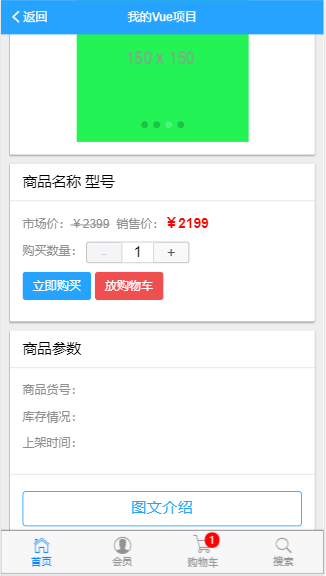 返回 我的Vue项目
150 x 150
商品名称 型号
市场价：￥2399 销售价：￥2199
购买数量： - 1 +
立即购买 放购物车
商品参数
商品货号：
库存情况：
上架时间：
图文介绍
1
首页 会员 购物车 搜索